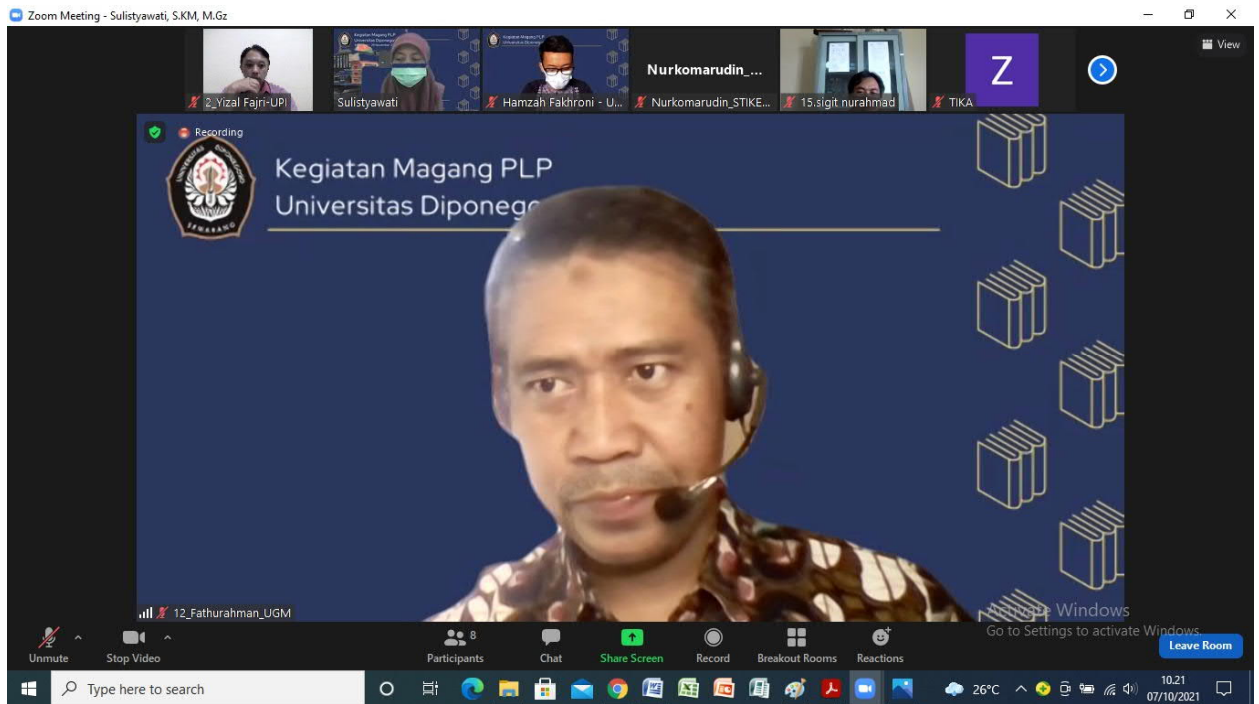 Zoom Meeting - Sulistyawati, S.KM, M.Gz
View
Nurkomarudin_...
Z
2_Yizal Fajri-UPI
Sulistyawati
Hamzah Fakhroni - U...
Nurkomarudin_STIKE...
15.sigit nurahmad
TIKA
Recording
Kegiatan Magang PLP
Universitas Diponego
SEMARANG
12_Fathurahman_UGM
Activate Windows
Go to Settings to activate Windows.
Unmute
Stop Video
8
Participants
Chat
Share Screen
Record
Breakout Rooms
Reactions
Leave Room
Type here to search
26°C
10.21
07/10/2021